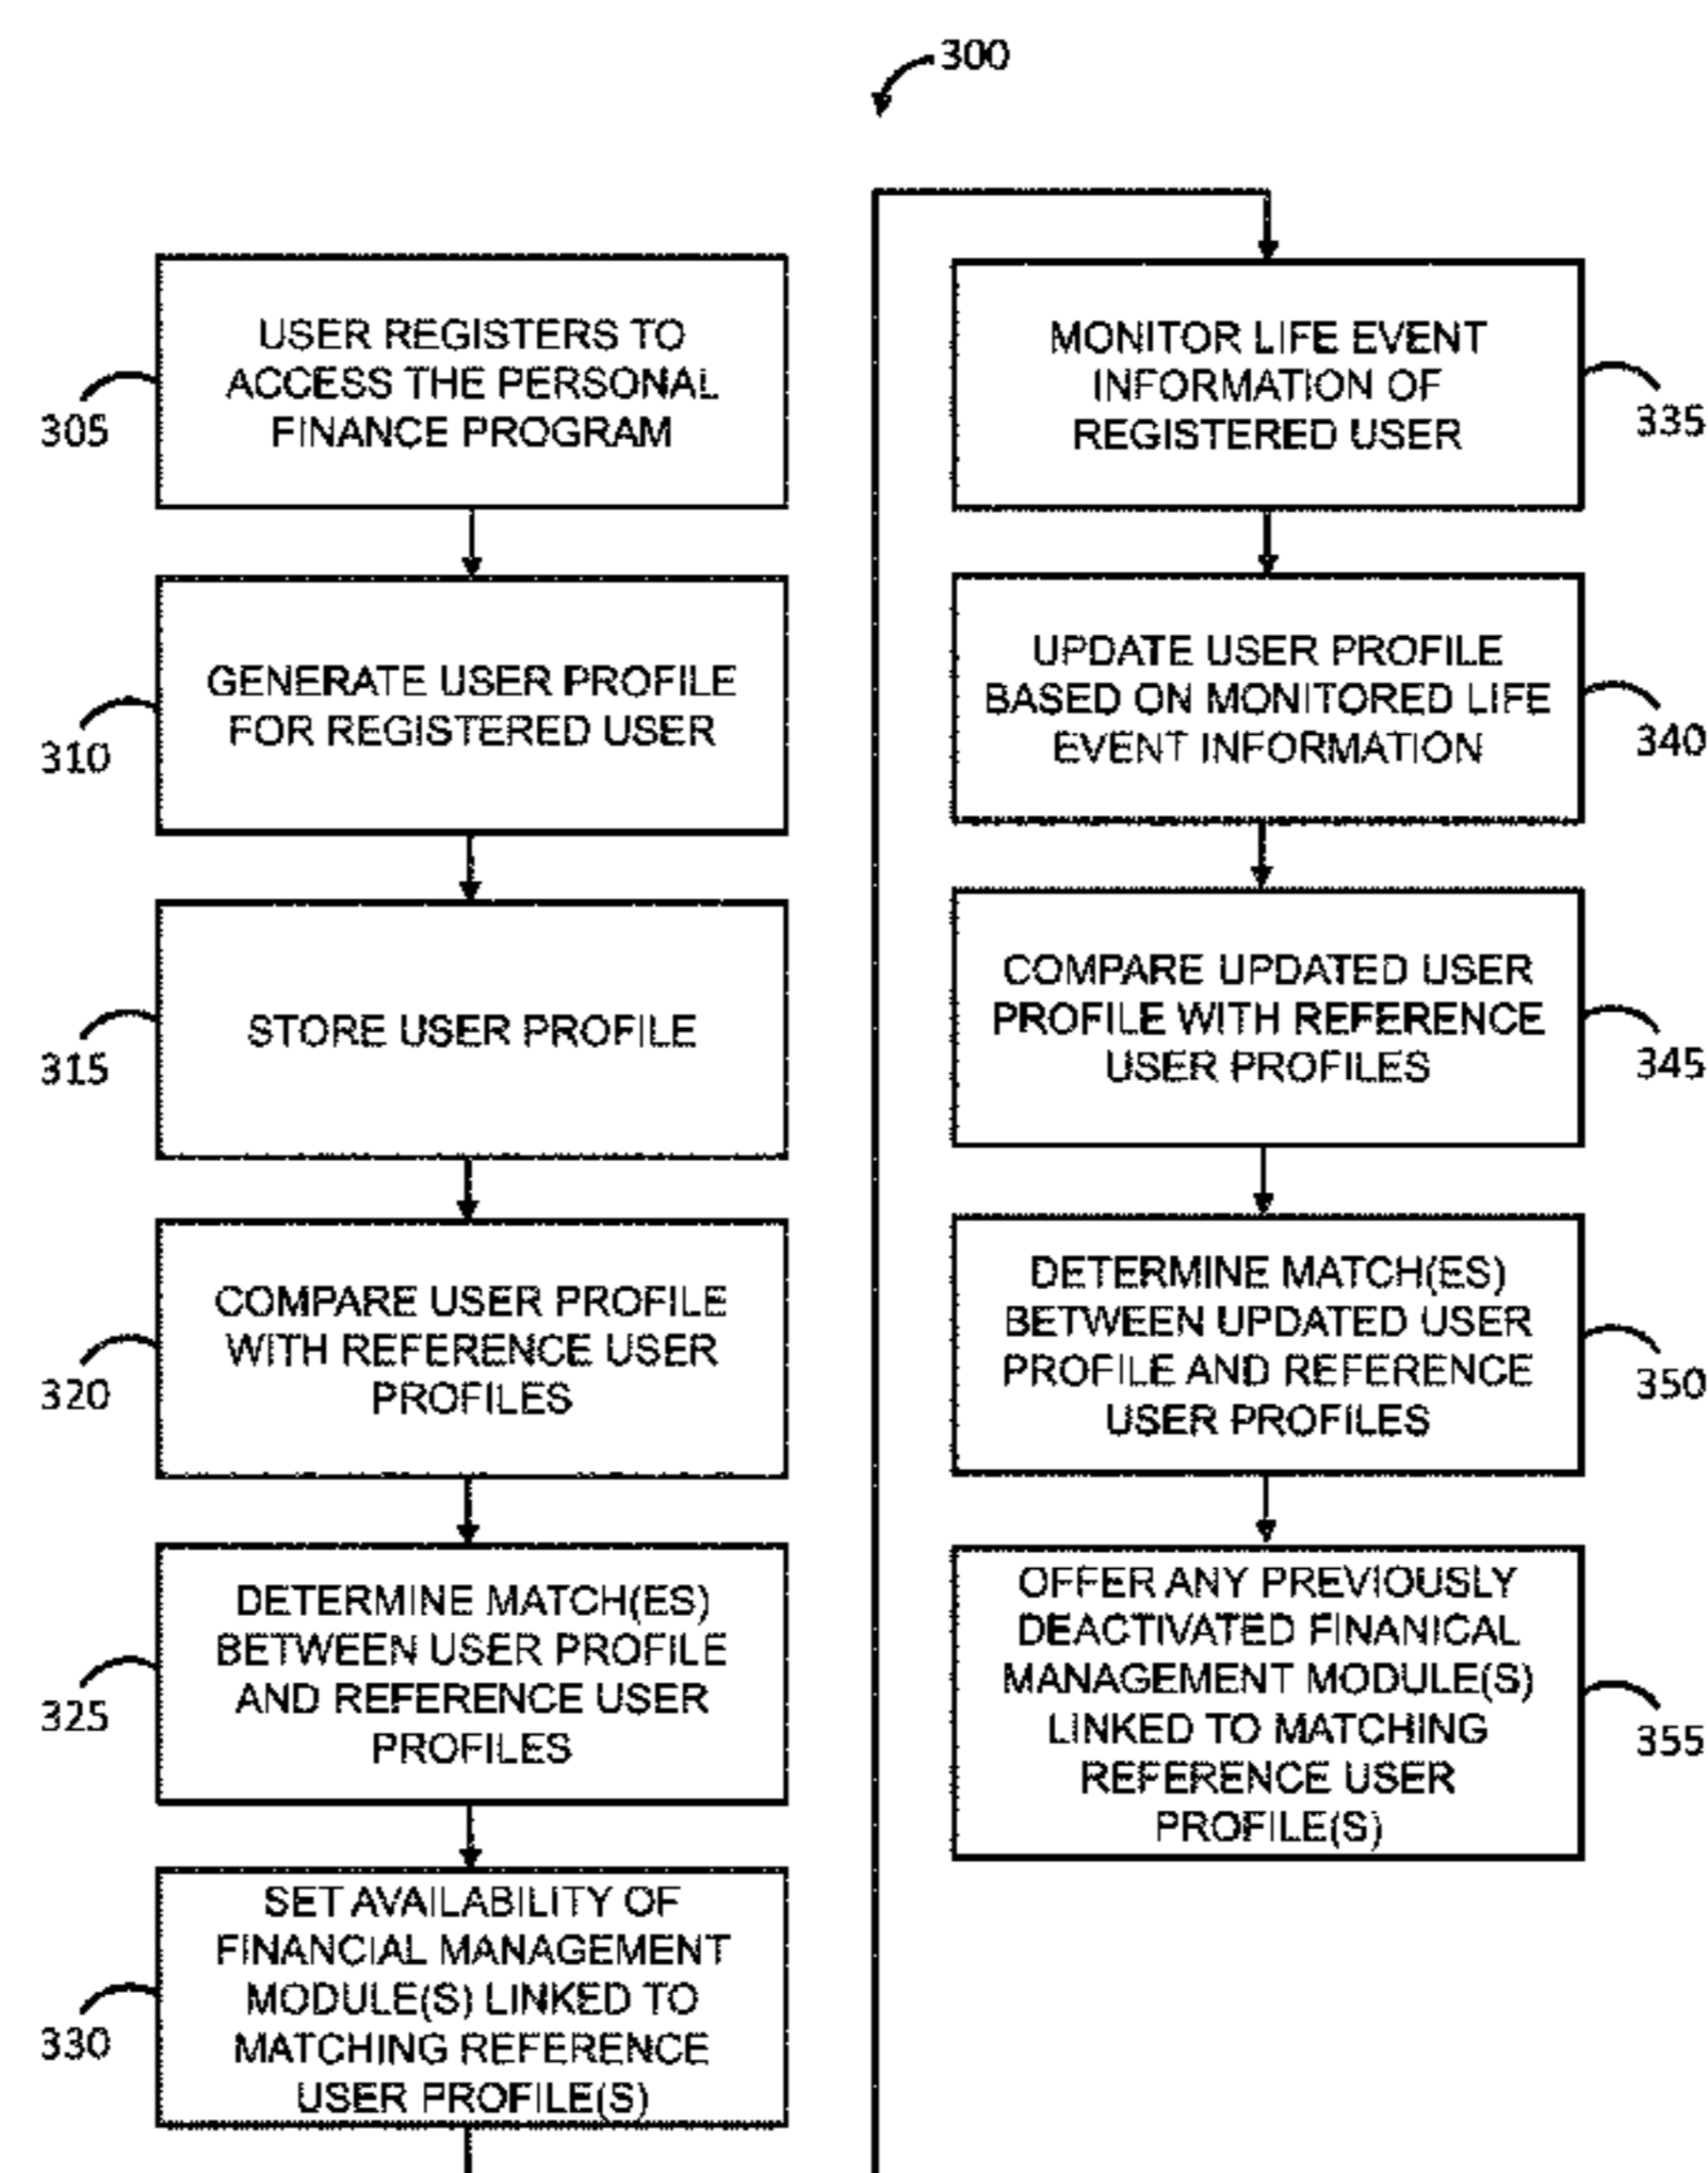 300
USER REGISTERS TO
ACCESS THE PERSONAL
FINANCE PROGRAM
305
GENERATE USER PROFILE
FOR REGISTERED USER
310
STORE USER PROFILE
315
COMPARE USER PROFILE
WITH REFERENCE USER
PROFILES
320
DETERMINE MATCH(ES)
BETWEEN USER PROFILE
AND REFERENCE USER
PROFILES
325
SET AVAILABILITY OF
FINANCIAL MANAGEMENT
MODULE(S) LINKED TO
MATCHING REFERENCE
USER PROFILE(S)
330
MONITOR LIFE EVENT
INFORMATION OF
REGISTERED USER
335
UPDATE USER PROFILE
BASED ON MONITORED LIFE
EVENT INFORMATION
340
COMPARE UPDATED USER
PROFILE WITH REFERENCE
USER PROFILES
345
DETERMINE MATCH(ES)
BETWEEN UPDATED USER
PROFILE AND REFERENCE
USER PROFILES
350
OFFER ANY PREVIOUSLY
DEACTIVATED FINANICAL
MANAGEMENT MODULE(S)
LINKED TO MATCHING
REFERENCE USER
PROFILE(S)
355